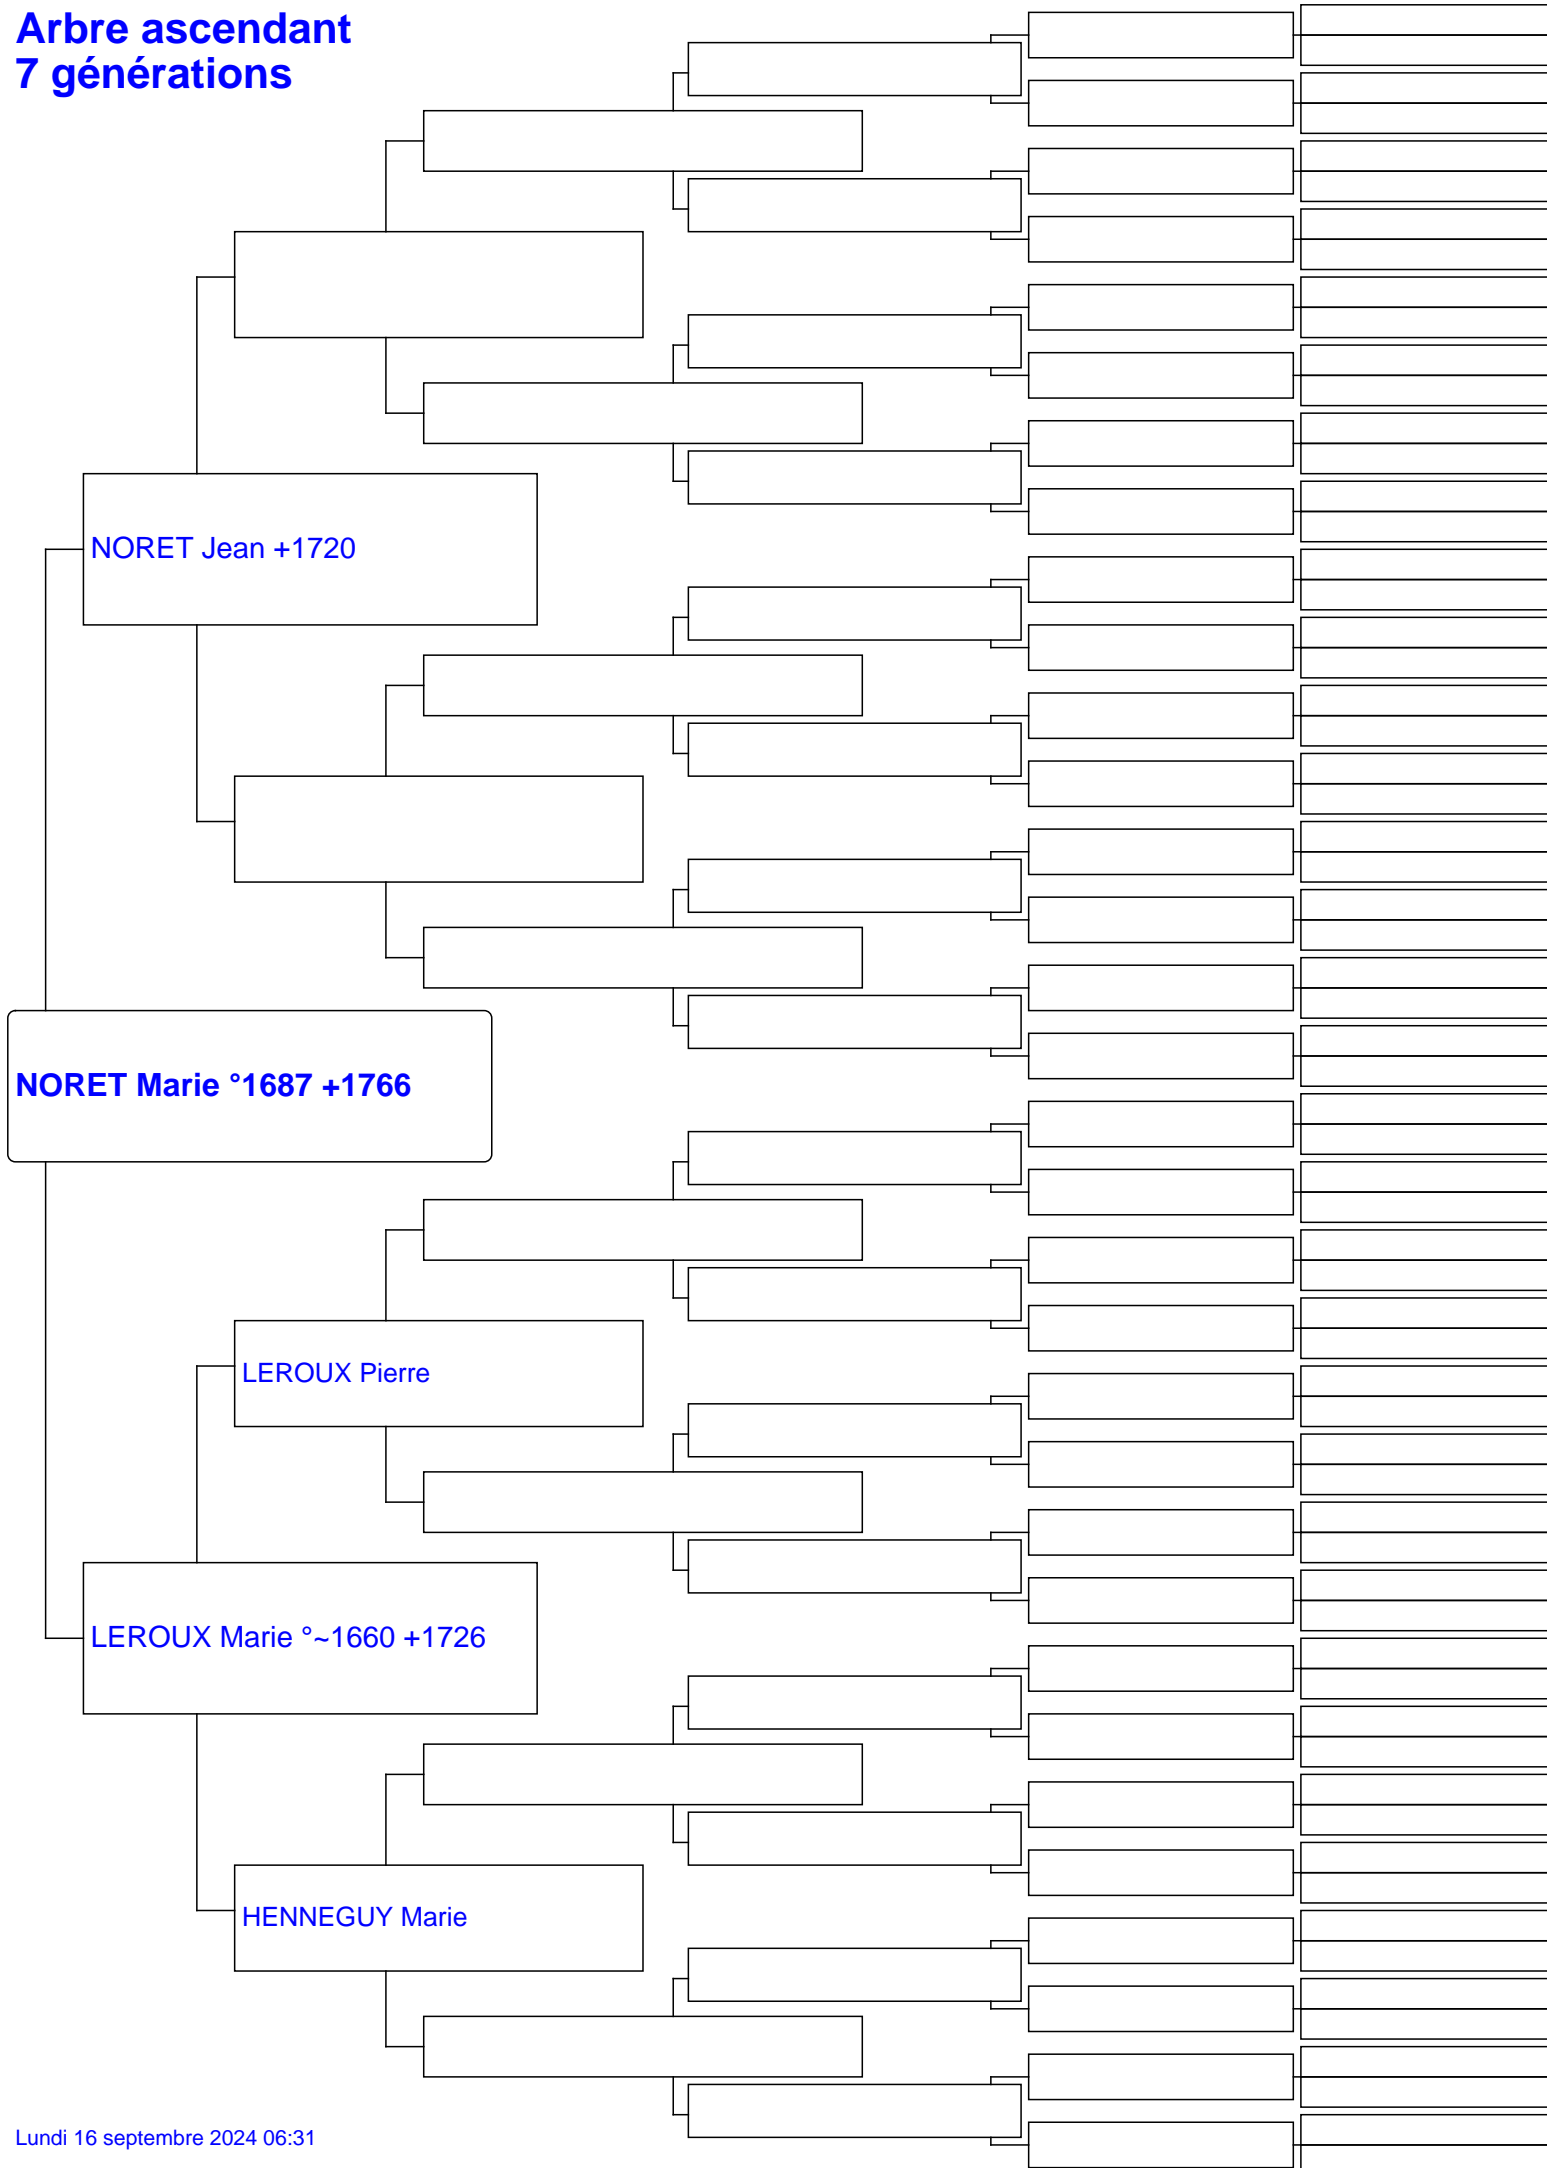 Arbre ascendant
7 générations
NORET Jean +1720
NORET Marie °1687 +1766
LEROUX Pierre
LEROUX Marie °~1660 +1726
HENNEGUY Marie
Lundi 16 septembre 2024 06:31